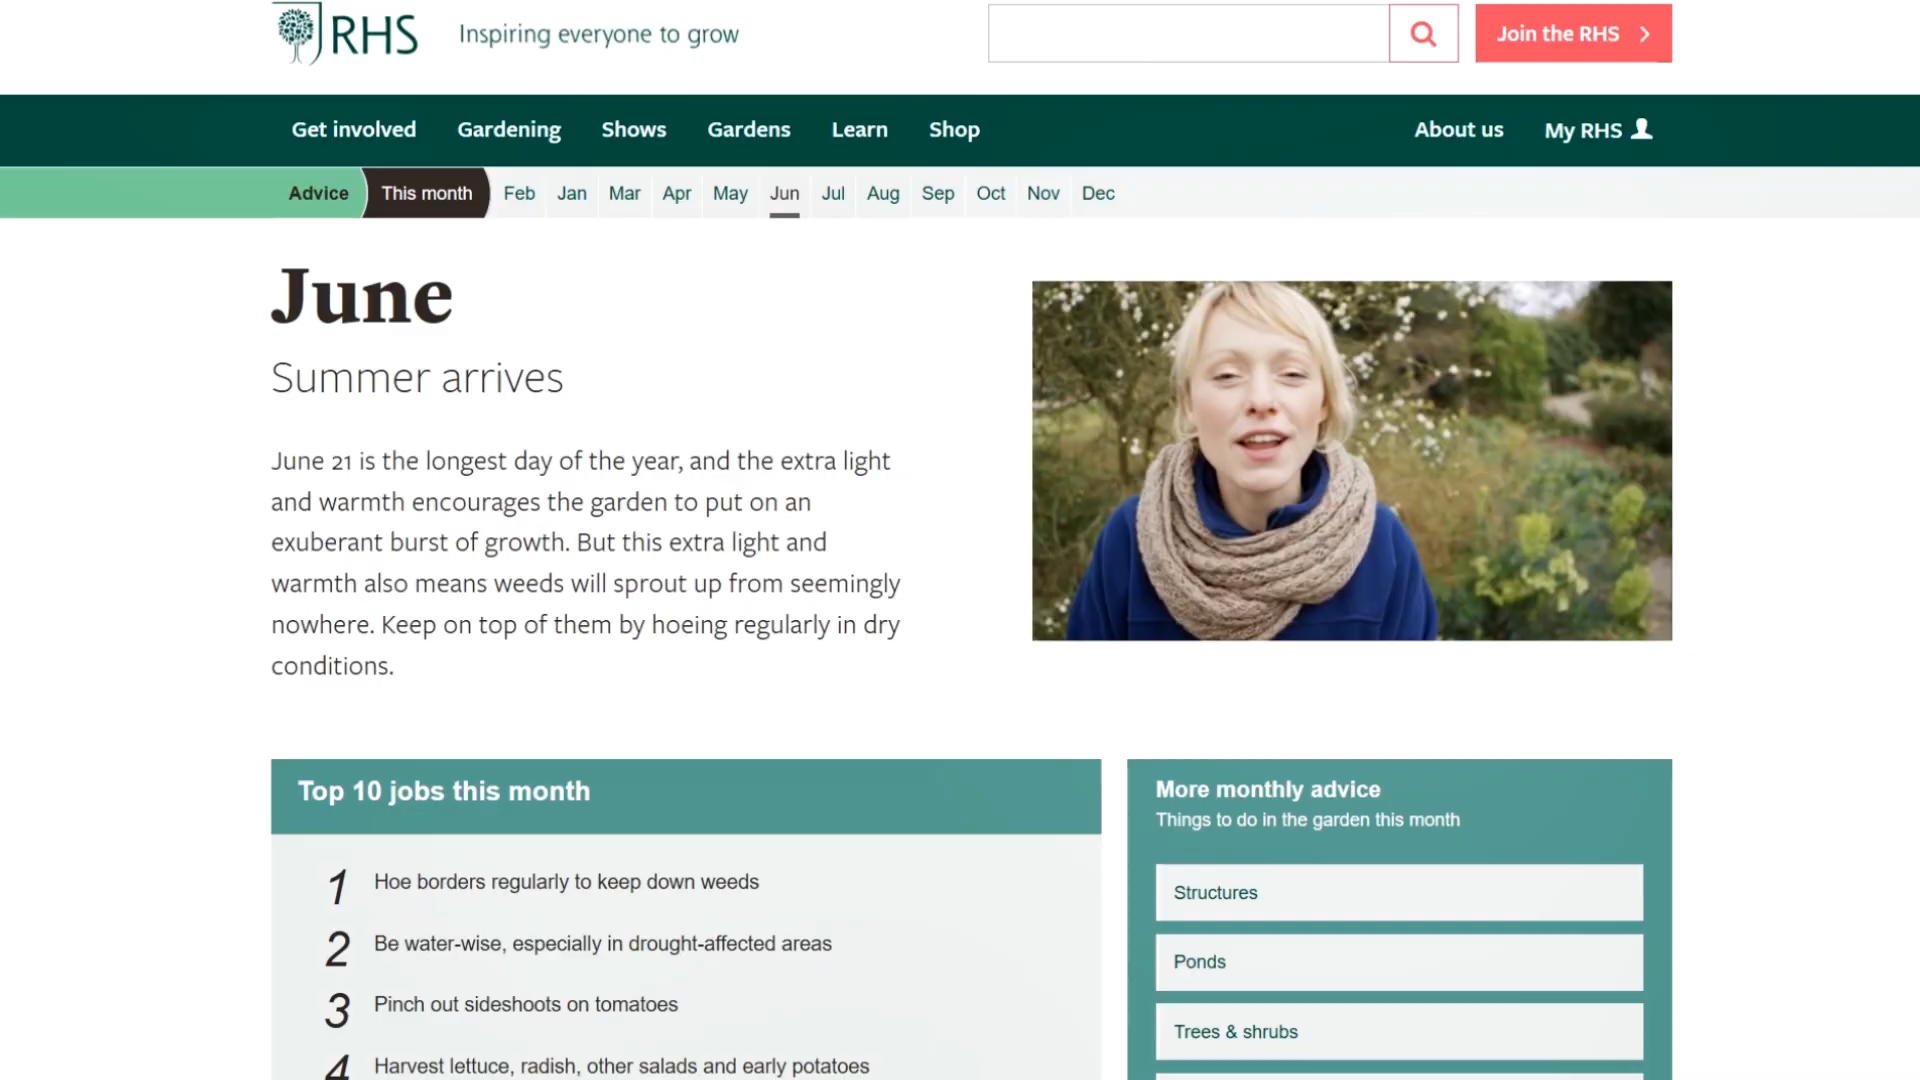 RHS Inspiring everyone to grow
Join the RHS
Get involved Gardening Shows Gardens Learn Shop About us My RHS
Advice This month Feb Jan Mar Apr May Jun Jul Aug Sep Oct Nov Dec
June
Summer arrives
June 21 is the longest day of the year, and the extra light
and warmth encourages the garden to put on an
exuberant burst of growth. But this extra light and
warmth also means weeds will sprout up from seemingly
nowhere. Keep on top of them by hoeing regularly in dry
conditions.
Top 10 jobs this month
1 Hoe borders regularly to keep down weeds
2 Be water-wise, especially in drought-affected areas
3 Pinch out sideshoots on tomatoes
4 Harvest lettuce, radish, other salads and early potatoes
More monthly advice
Things to do in the garden this month
Structures
Ponds
Trees & shrubs